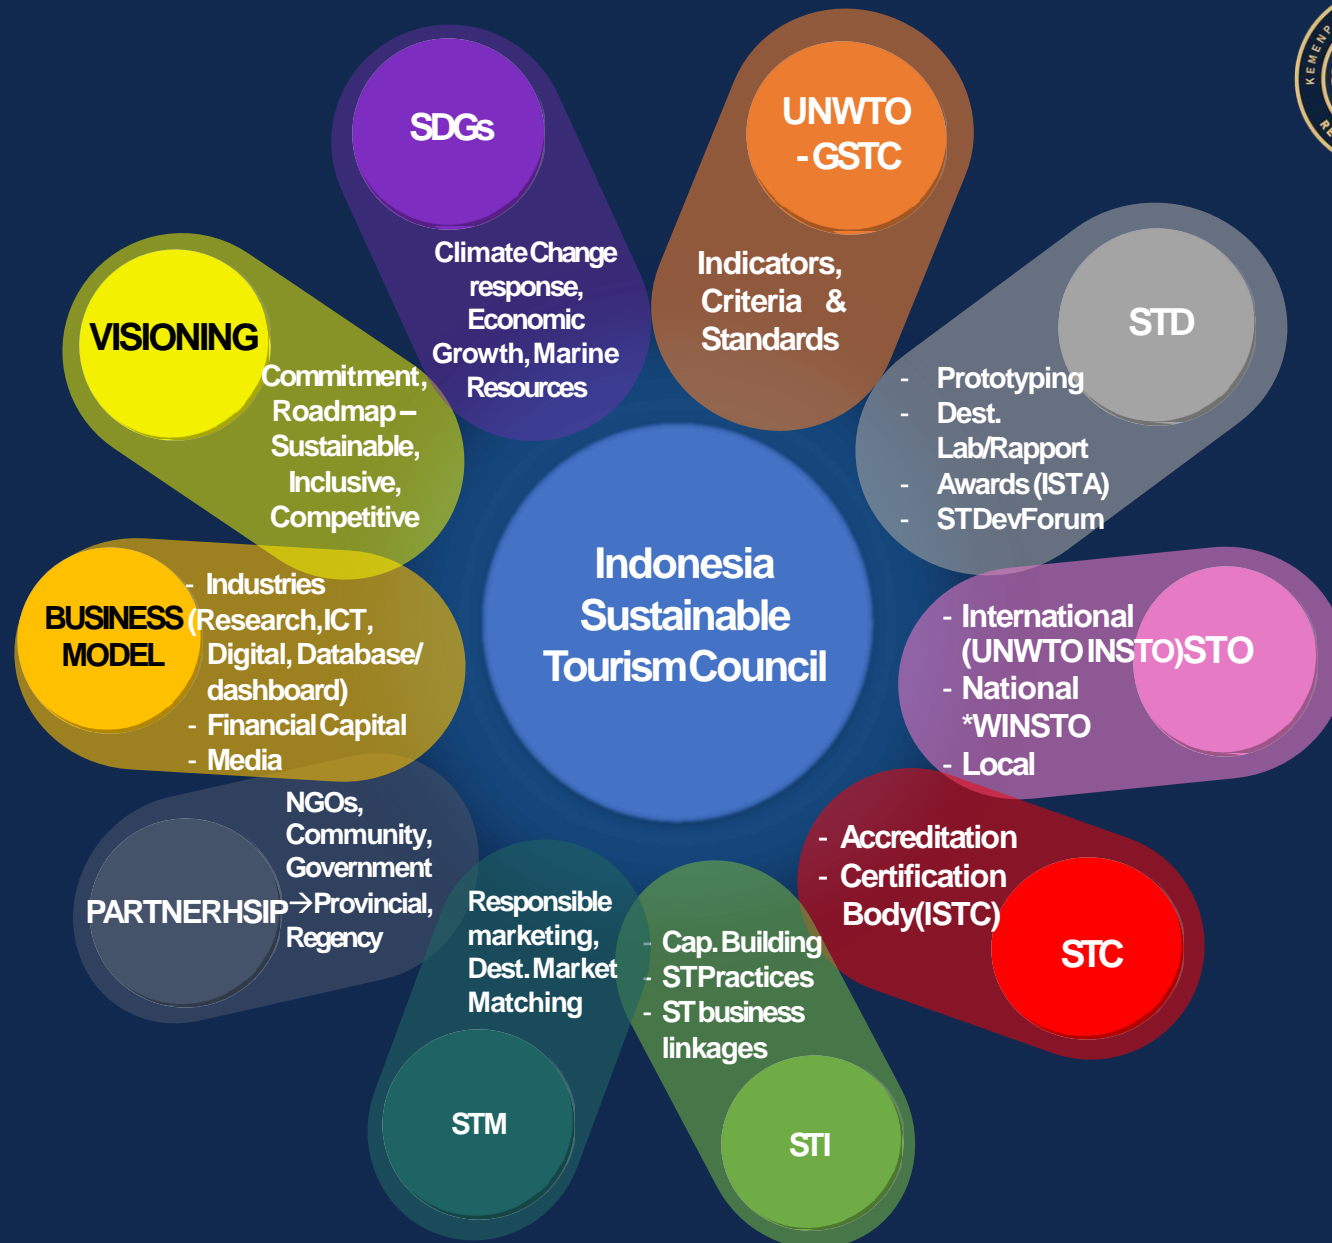 SDGs
Climate Change
response,
Economic
Growth, Marine
Resources
UNWTO
- GSTC
Indicators,
Criteria &
Standards
STD
- Prototyping
- Dest.
Lab/Rapport
- Awards (ISTA)
- STDevForum
- International
(UNWTO INSTO)
- National
*WINSTO
- Local
STO
- Accreditation
- Certification
Body(ISTC)
STC
- Cap. Building
- ST Practices
- ST business
linkages
STI
Responsible
marketing,
Dest. Market
Matching
STM
PARTNERHSIP
NGOs,
Community,
Government
→Provincial,
Regency
BUSINESS
MODEL
- Industries
(Research, ICT,
Digital, Database/
dashboard)
- Financial Capital
- Media
VISIONING
Commitment,
Roadmap –
Sustainable,
Inclusive,
Competitive
Indonesia
Sustainable
Tourism Council